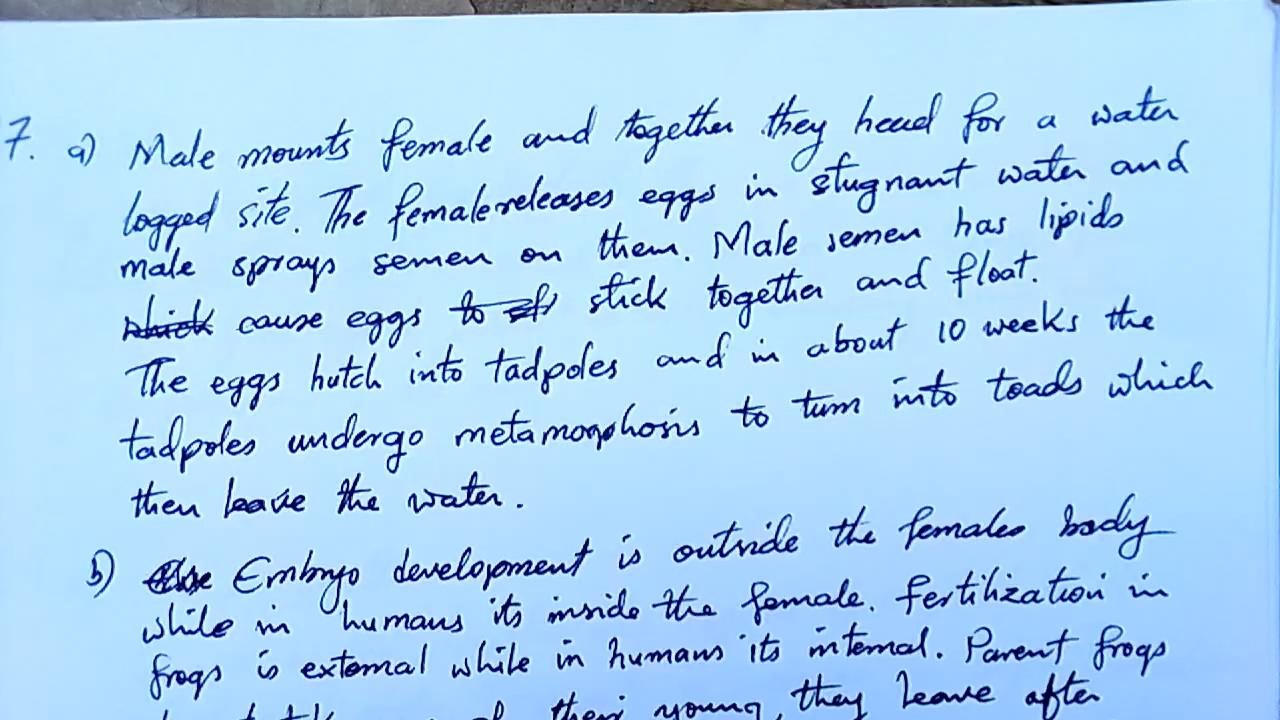 7. a) Male mounts female and together they head for a water
logged site. The female releases eggs in stugnant water and
male sprays semen on them. Male semen has lipids
which cause eggs to stick together and float.
The eggs hutch into tadpoles and in about 10 weeks the
tadpoles undergo metamorphosis to turn into toads which
then leave the water.
b) Embryo development is outside the females body
while in humans its inside the female. Fertilization in
frogs is external while in humans its internal. Parent frogs
their young, they leave after